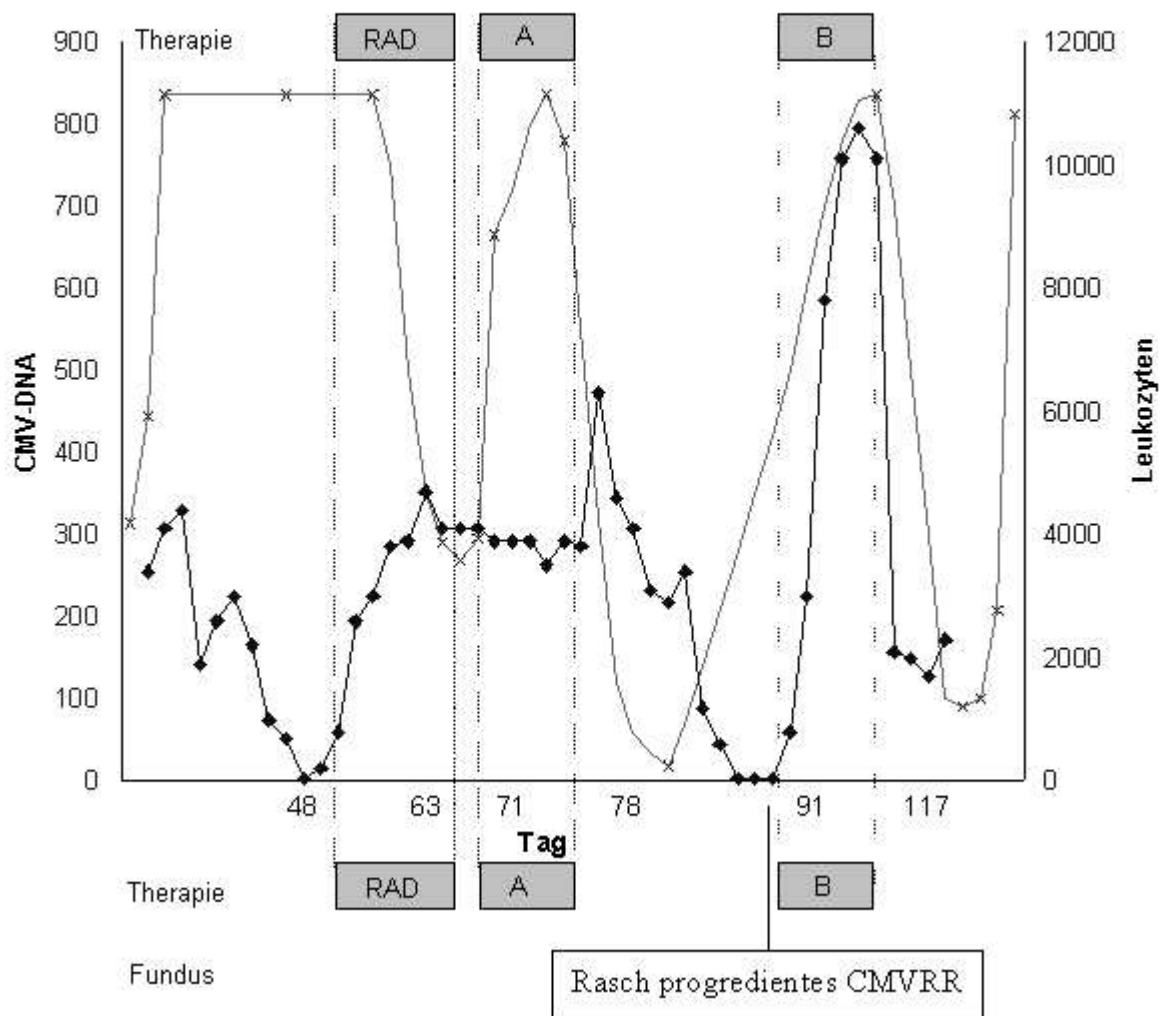 Therapie RAD A B
900 12000
800
10000
700
600 8000
500
6000
400
300 4000
200
2000
100
0 0
CMV-DNA
Leukozyten
48 63 71 78 91 117
Tag
Therapie RAD A B
Fundus
Rasch progredientes CMVRR